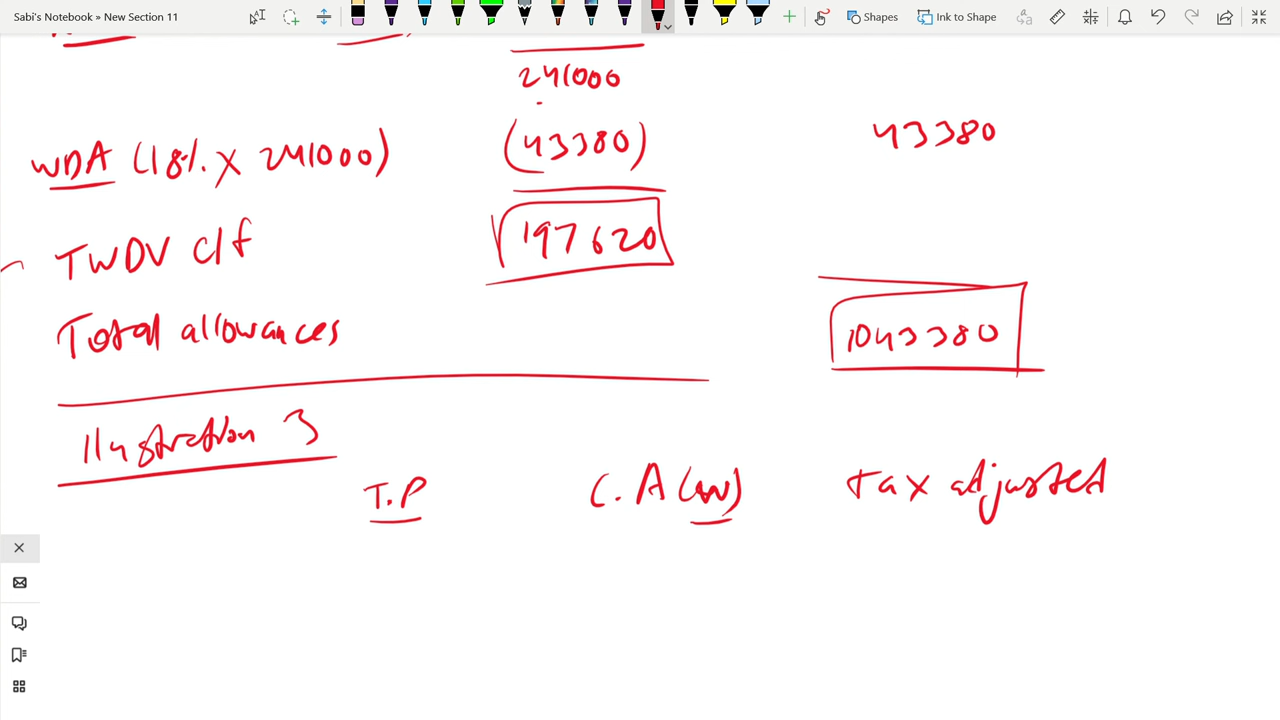 Sabi's Notebook » New Section 11
Shapes
Ink to Shape
241000
WDA (18% X 241000) (43380) 43380
TWDV c/f 197620
Total allowances 1043380
Illustration 3
T.P C.A(W) tax adjusted